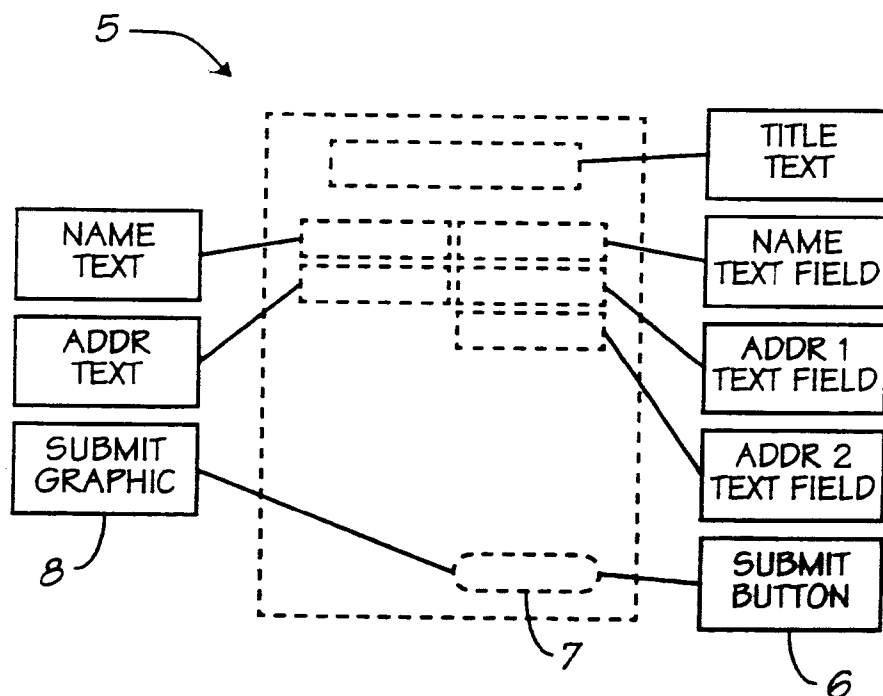 5
TITLE
TEXT
NAME
TEXT
NAME
TEXT FIELD
ADDR
TEXT
ADDR 1
TEXT FIELD
SUBMIT
GRAPHIC
ADDR 2
TEXT FIELD
8
SUBMIT
BUTTON
7
6